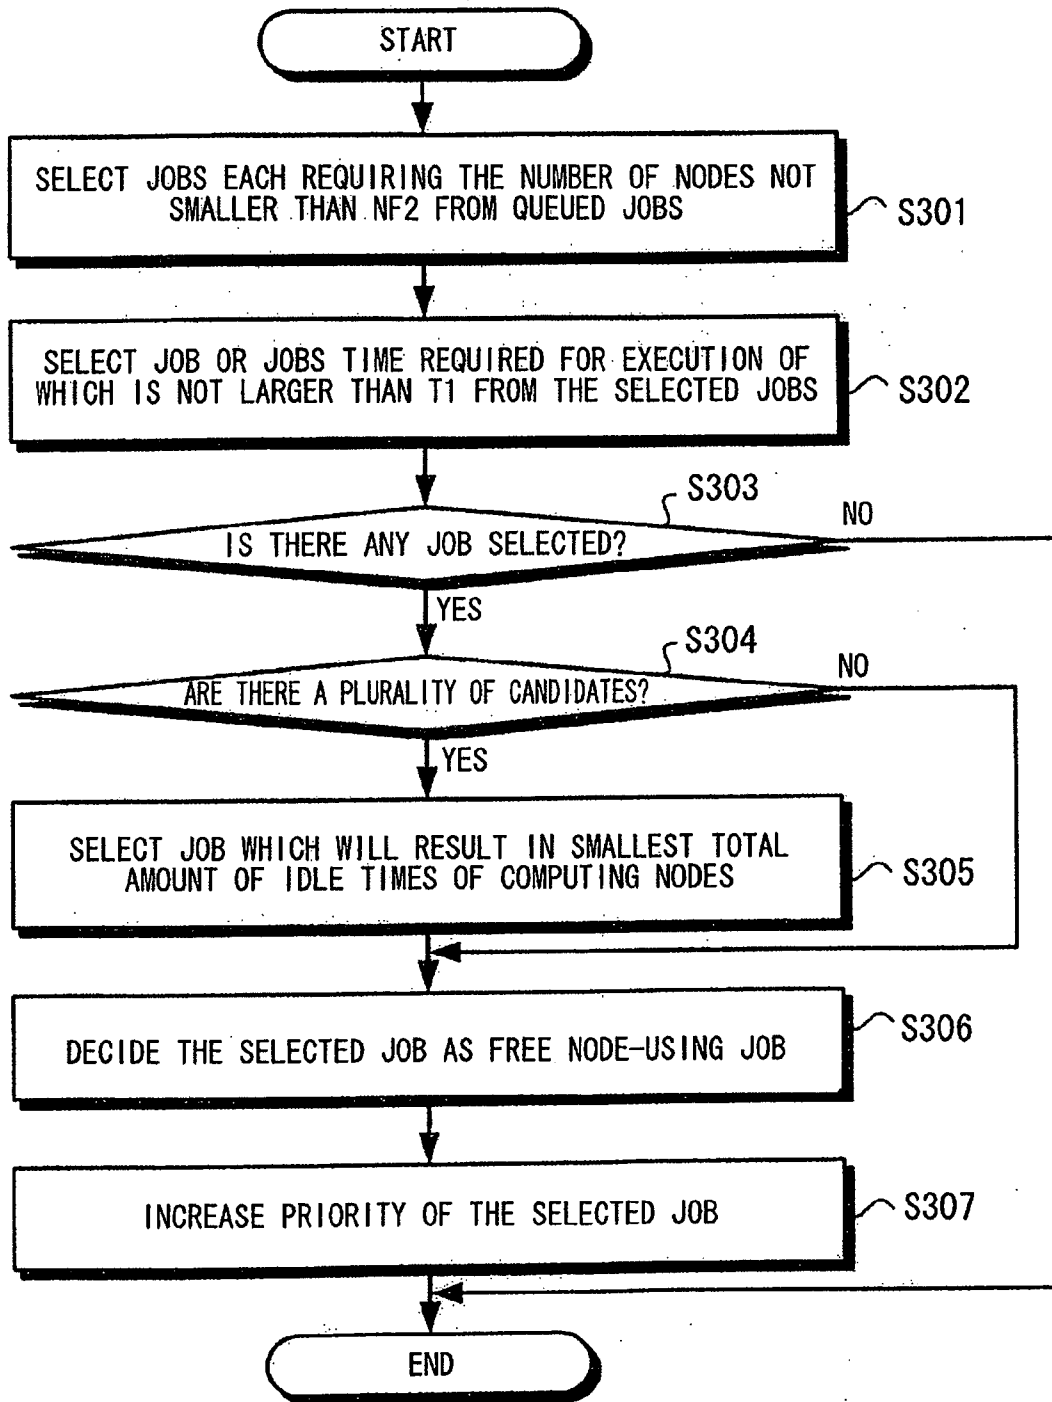 START
SELECT JOBS EACH REQUIRING THE NUMBER OF NODES NOT
SMALLER THAN NF2 FROM QUEUED JOBS
S301
SELECT JOB OR JOBS TIME REQUIRED FOR EXECUTION OF
WHICH IS NOT LARGER THAN T1 FROM THE SELECTED JOBS
S302
S303
NO
IS THERE ANY JOB SELECTED?
YES
S304
NO
ARE THERE A PLURALITY OF CANDIDATES?
YES
SELECT JOB WHICH WILL RESULT IN SMALLEST TOTAL
AMOUNT OF IDLE TIMES OF COMPUTING NODES
S305
DECIDE THE SELECTED JOB AS FREE NODE-USING JOB
S306
INCREASE PRIORITY OF THE SELECTED JOB
S307
END